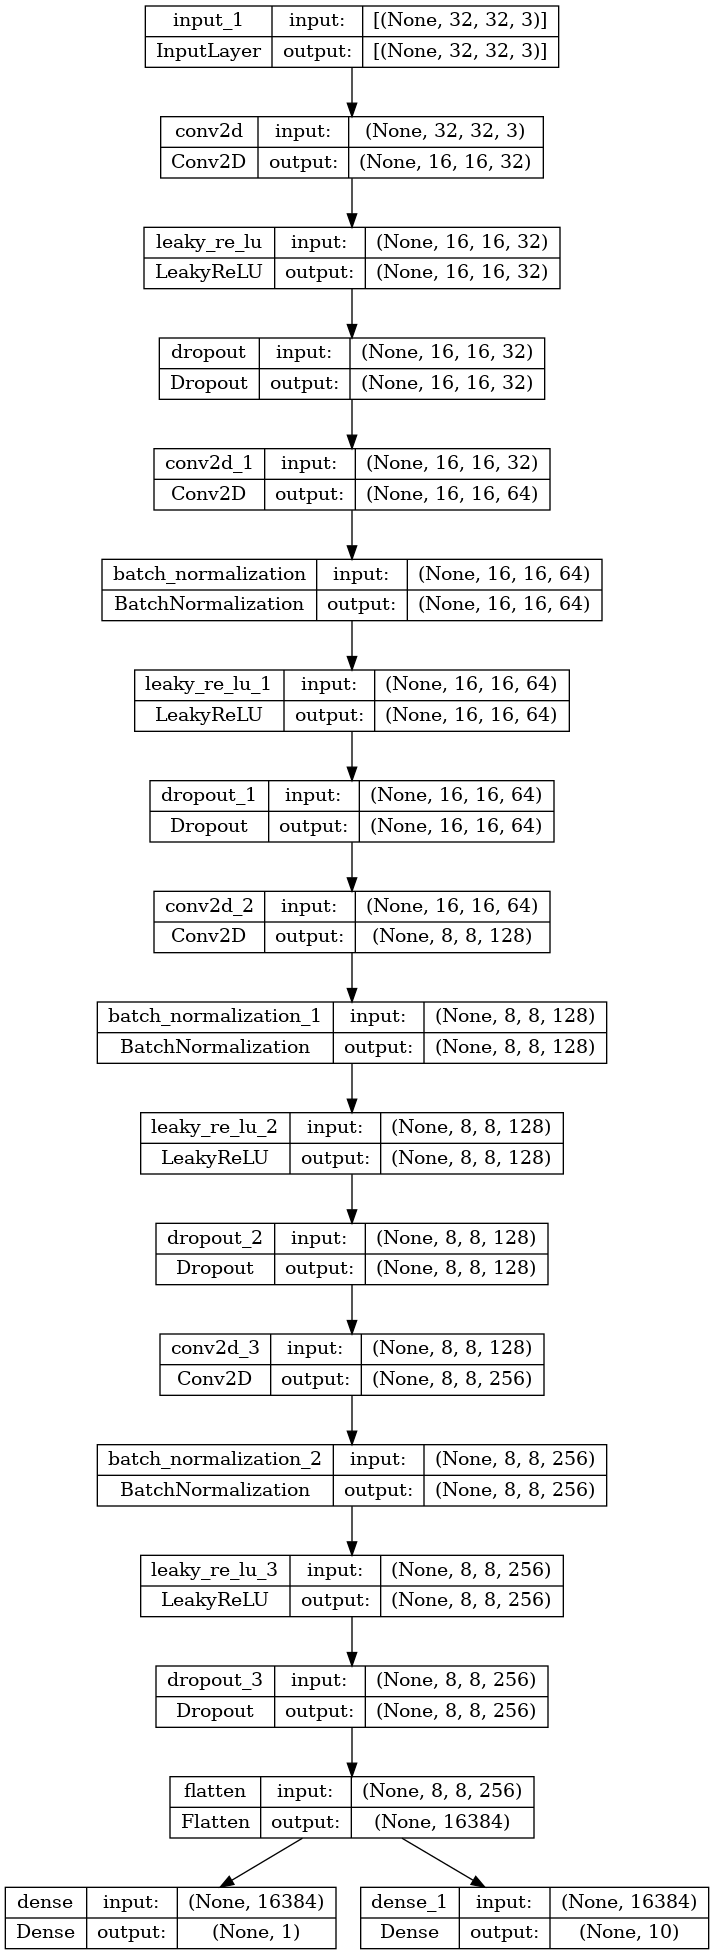 input_1 input: [(None, 32, 32, 3)]
InputLayer output: [(None, 32, 32, 3)]
conv2d input: (None, 32, 32, 3)
Conv2D output: (None, 16, 16, 32)
leaky_re_lu input: (None, 16, 16, 32)
LeakyReLU output: (None, 16, 16, 32)
dropout input: (None, 16, 16, 32)
Dropout output: (None, 16, 16, 32)
conv2d_1 input: (None, 16, 16, 32)
Conv2D output: (None, 16, 16, 64)
batch_normalization input: (None, 16, 16, 64)
BatchNormalization output: (None, 16, 16, 64)
leaky_re_lu_1 input: (None, 16, 16, 64)
LeakyReLU output: (None, 16, 16, 64)
dropout_1 input: (None, 16, 16, 64)
Dropout output: (None, 16, 16, 64)
conv2d_2 input: (None, 16, 16, 64)
Conv2D output: (None, 8, 8, 128)
batch_normalization_1 input: (None, 8, 8, 128)
BatchNormalization output: (None, 8, 8, 128)
leaky_re_lu_2 input: (None, 8, 8, 128)
LeakyReLU output: (None, 8, 8, 128)
dropout_2 input: (None, 8, 8, 128)
Dropout output: (None, 8, 8, 128)
conv2d_3 input: (None, 8, 8, 128)
Conv2D output: (None, 8, 8, 256)
batch_normalization_2 input: (None, 8, 8, 256)
BatchNormalization output: (None, 8, 8, 256)
leaky_re_lu_3 input: (None, 8, 8, 256)
LeakyReLU output: (None, 8, 8, 256)
dropout_3 input: (None, 8, 8, 256)
Dropout output: (None, 8, 8, 256)
flatten input: (None, 8, 8, 256)
Flatten output: (None, 16384)
dense input: (None, 16384)
Dense output: (None, 1)
dense_1 input: (None, 16384)
Dense output: (None, 10)